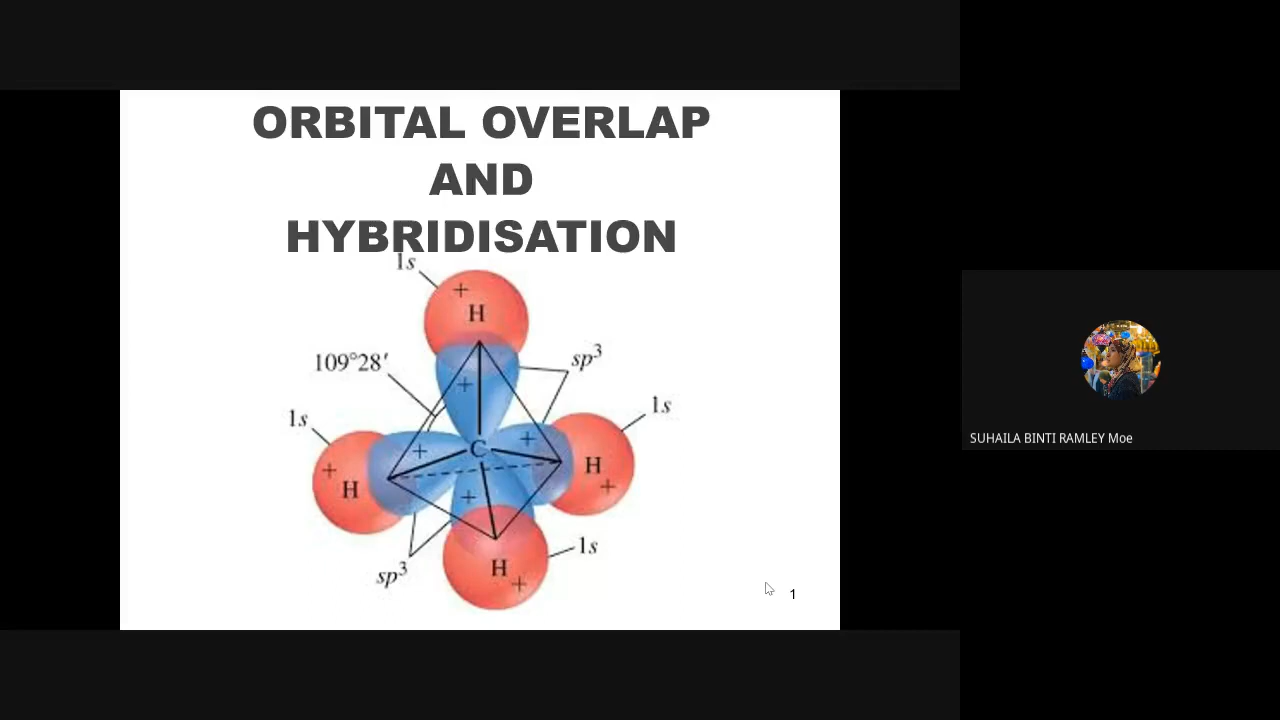 ORBITAL OVERLAP
AND
HYBRIDISATION
1s
+
H
109°28′
sp³
+
1s
1s
+
+
C
+
H
H
+
+
sp³
1s
H
+
1
SUHAILA BINTI RAMLEY Moe